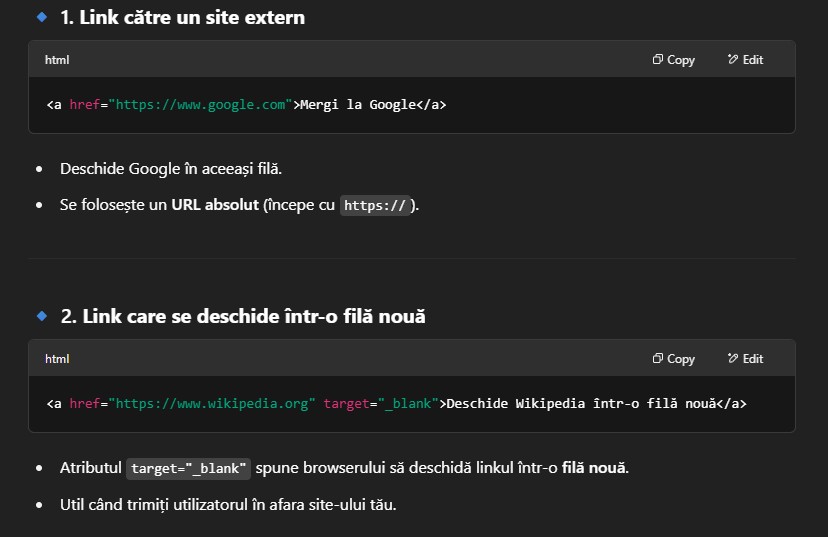 1. Link către un site extern
html
Copy
Edit
<a href="https://www.google.com">Mergi la Google</a>
Deschide Google în aceeași filă.
Se folosește un URL absolut (începe cu https://).
2. Link care se deschide într-o filă nouă
html
Copy
Edit
<a href="https://www.wikipedia.org" target="_blank">Deschide Wikipedia într-o filă nouă</a>
Atributul target="_blank" spune browserului să deschidă linkul într-o filă nouă.
Util când trimiți utilizatorul în afara site-ului tău.